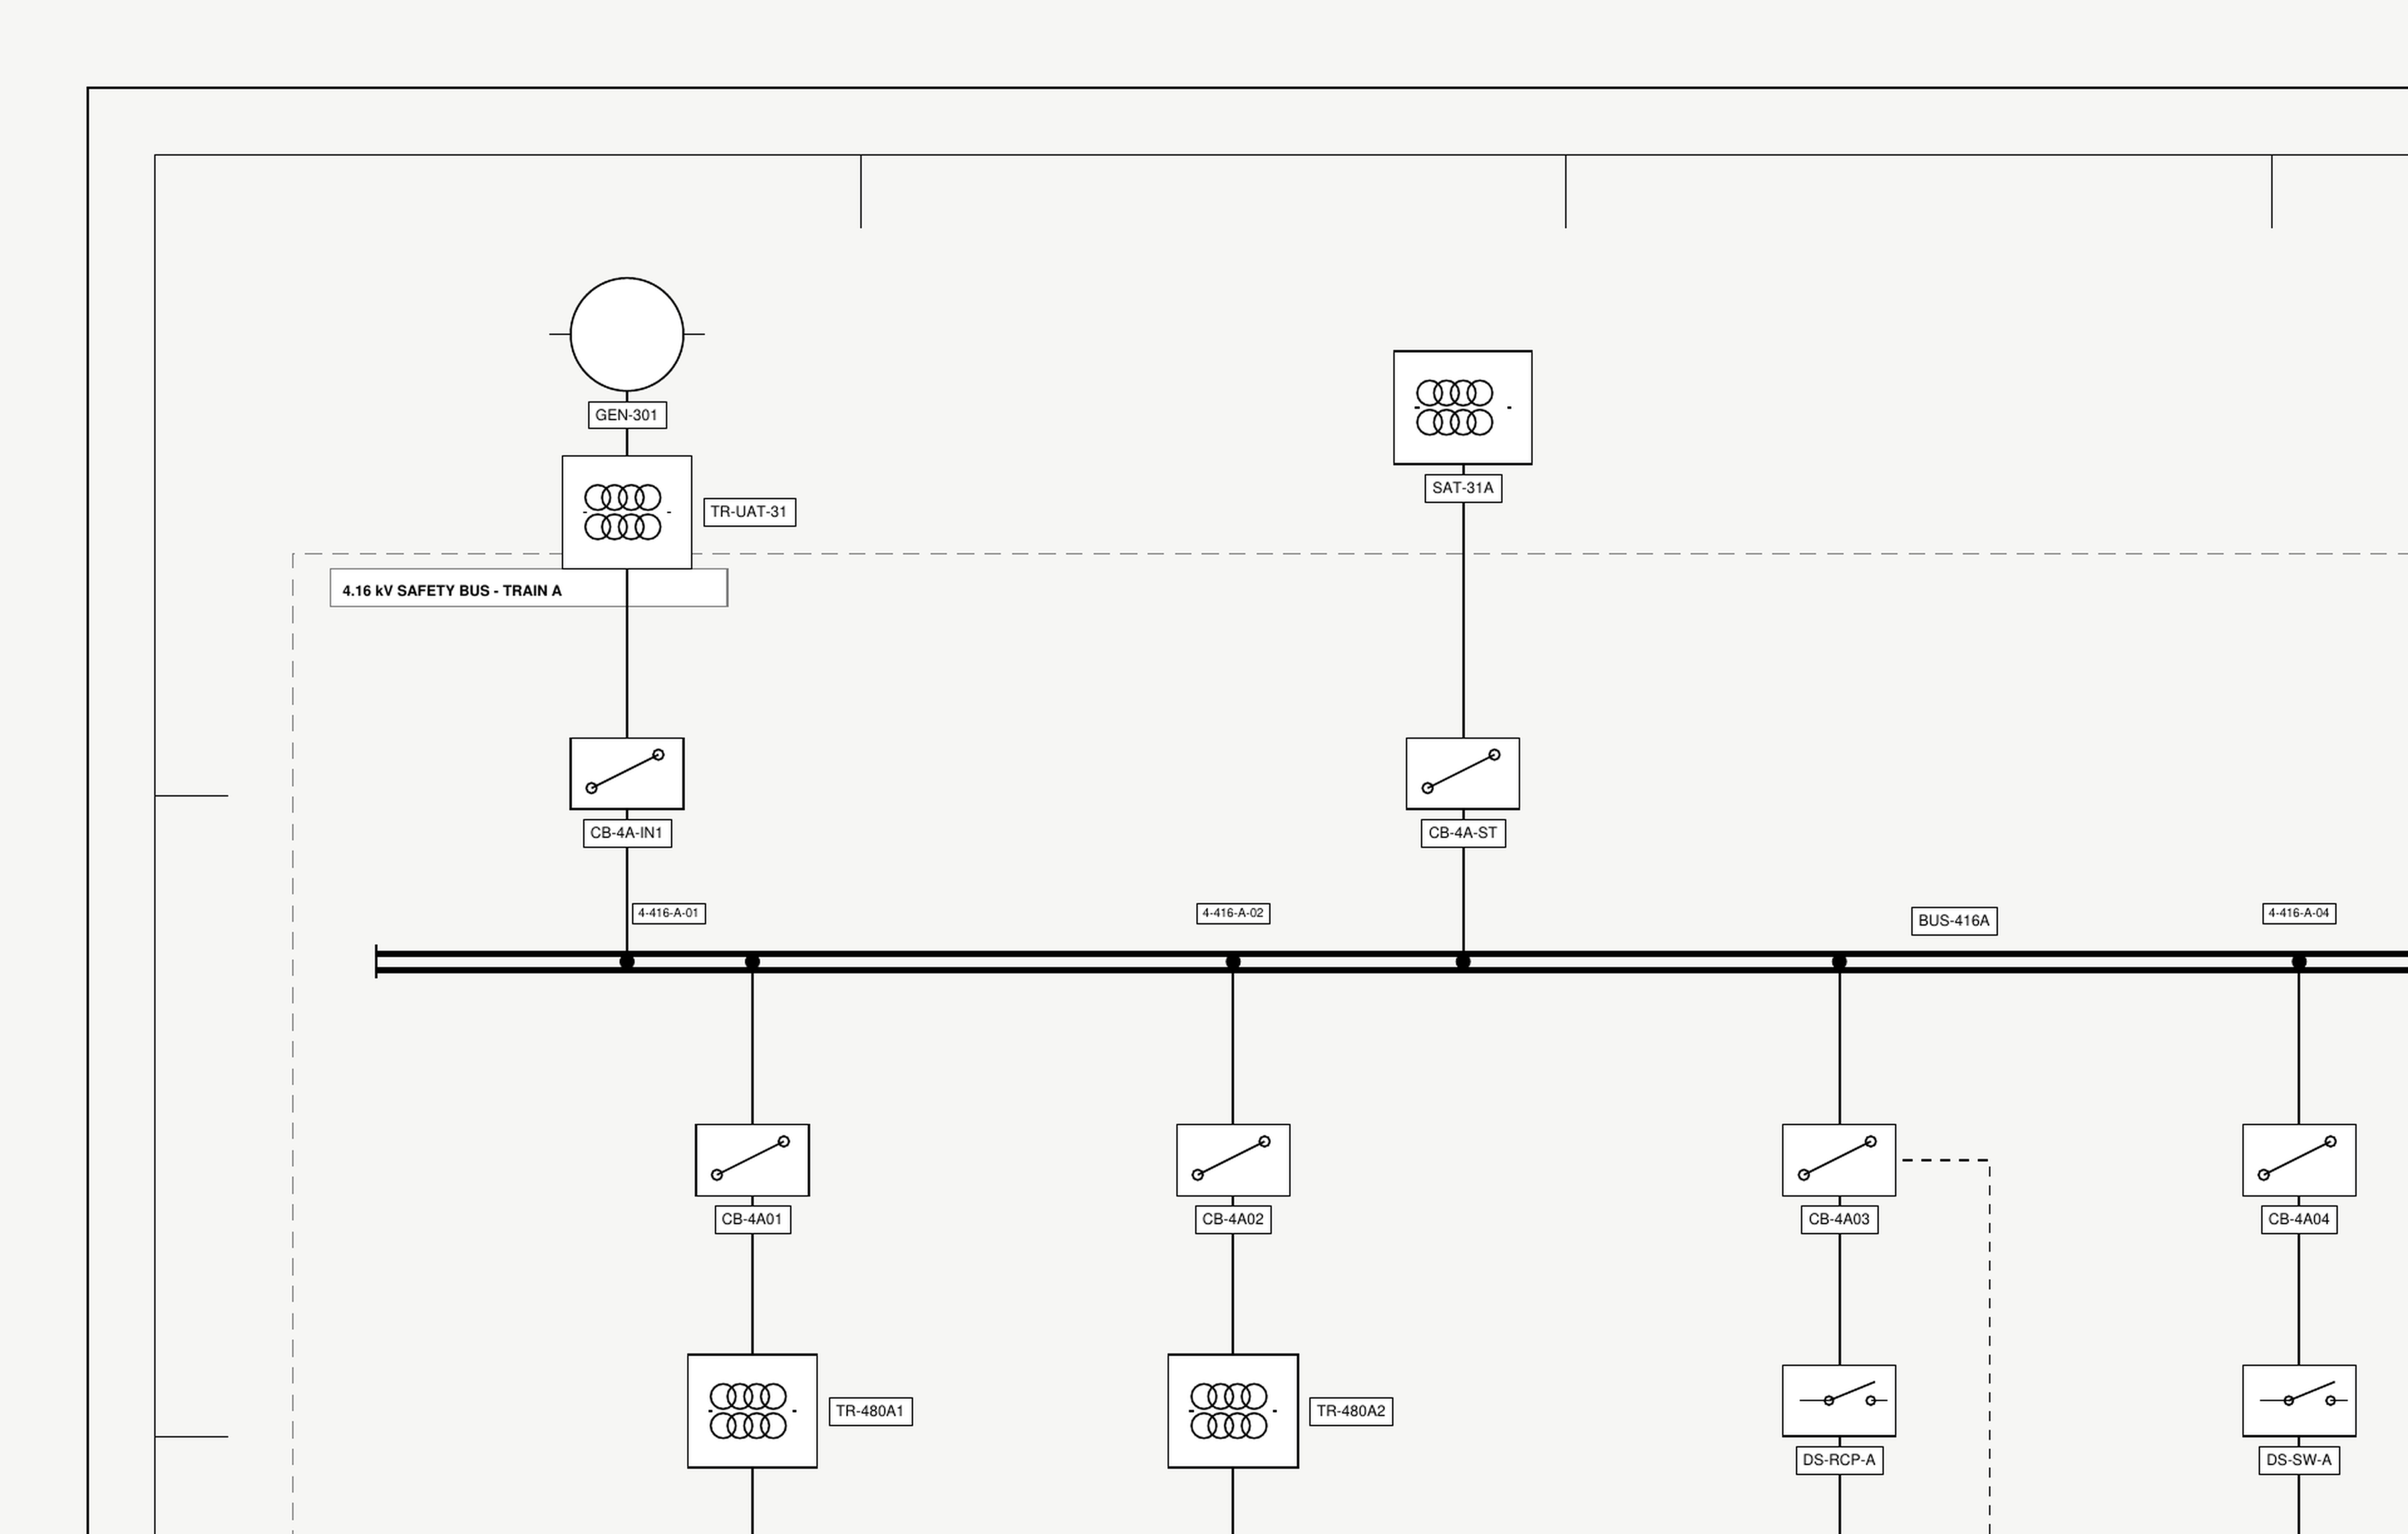 GEN-301
SAT-31A
TR-UAT-31
4.16 kV SAFETY BUS - TRAIN A
CB-4A-IN1
CB-4A-ST
4-416-A-01
4-416-A-02
BUS-416A
4-416-A-04
CB-4A01
CB-4A02
CB-4A03
CB-4A04
TR-480A1
TR-480A2
DS-RCP-A
DS-SW-A